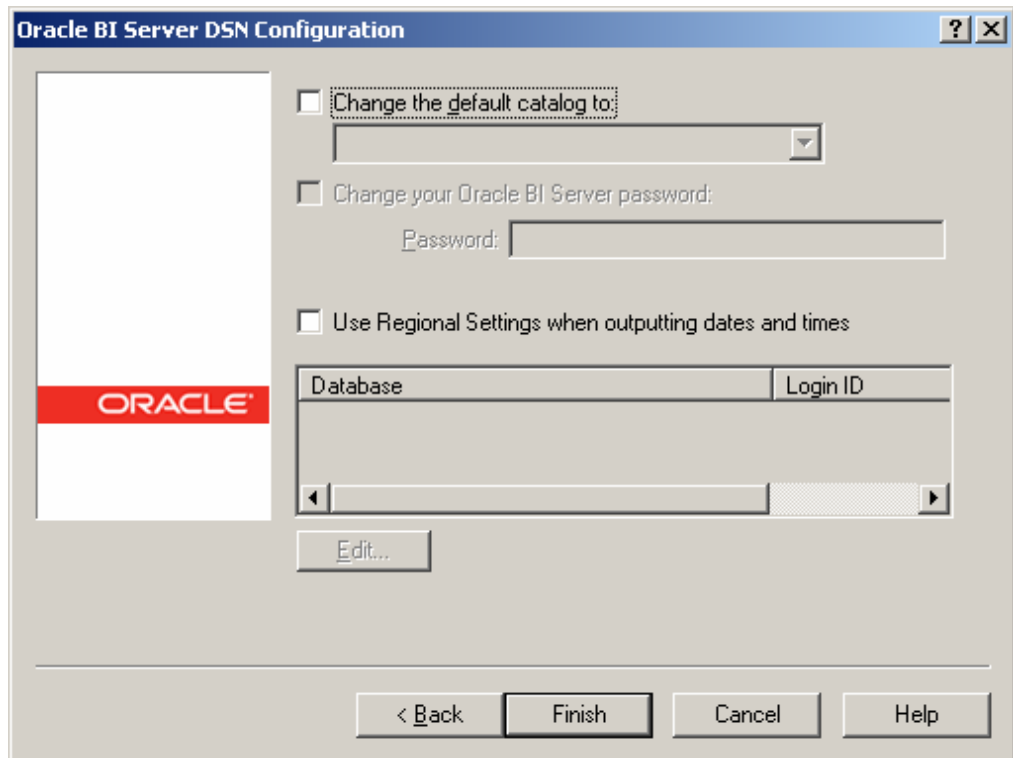 Oracle BI Server DSN Configuration
Change the default catalog to:
Change your Oracle BI Server password:
Password:
Use Regional Settings when outputting dates and times
Database Login ID
ORACLE
Edit...
< Back Finish Cancel Help